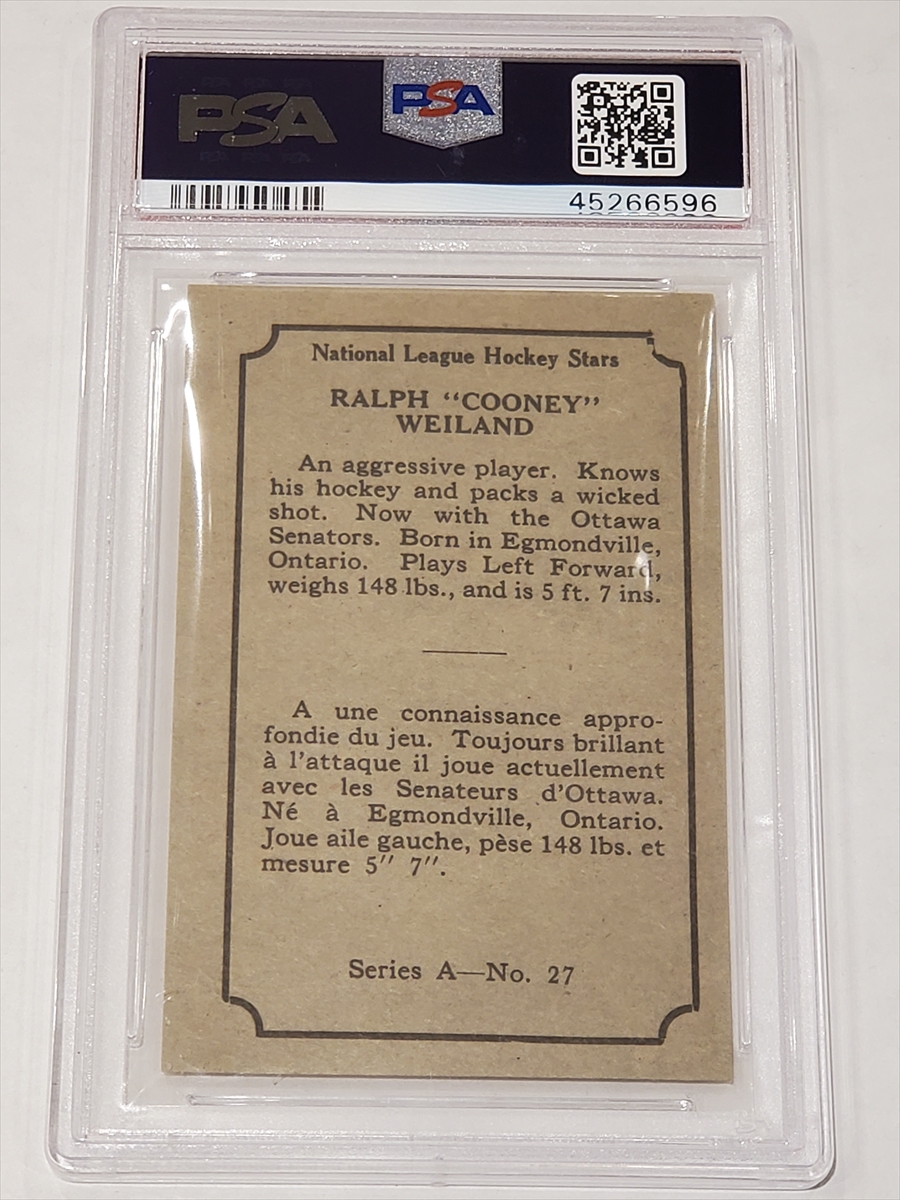 PSA
PSA
45266596
National League Hockey Stars
RALPH “COONEY”
WEILAND
An aggressive player. Knows
his hockey and packs a wicked
shot. Now with the Ottawa
Senators. Born in Egmondville,
Ontario. Plays Left Forward,
weighs 148 lbs., and is 5 ft. 7 ins.
A une connaissance appro-
fondie du jeu. Toujours brillant
à l'attaque il joue actuellement
avec les Senateurs d'Ottawa.
Né à Egmondville, Ontario.
Joue aile gauche, pèse 148 lbs. et
mesure 5″ 7″.
Series A—No. 27